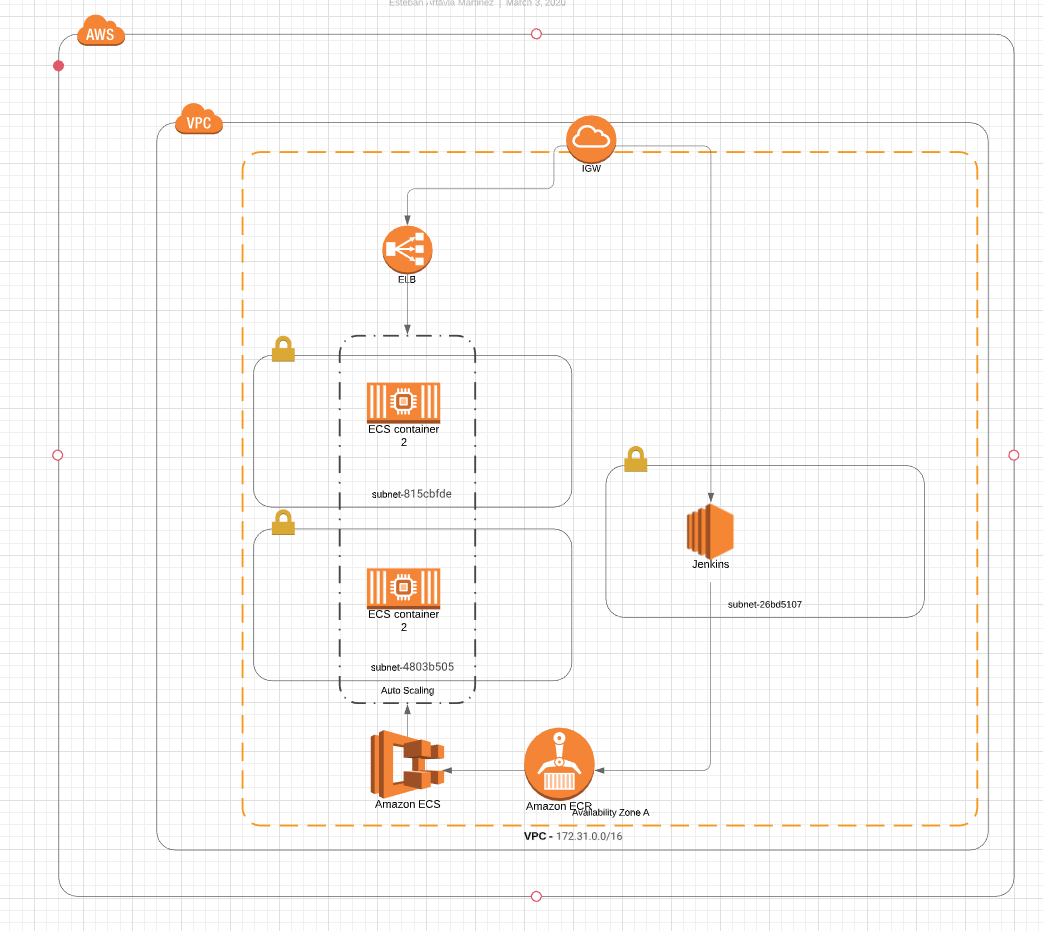 Esteban Artavia Martinez | March 3, 2020
AWS
VPC
IGW
ELB
ECS container
2
subnet-815cbfde
ECS container
2
subnet-4803b505
Auto Scaling
Jenkins
subnet-26bd5107
Amazon ECS
Amazon ECR
Availability Zone A
VPC - 172.31.0.0/16